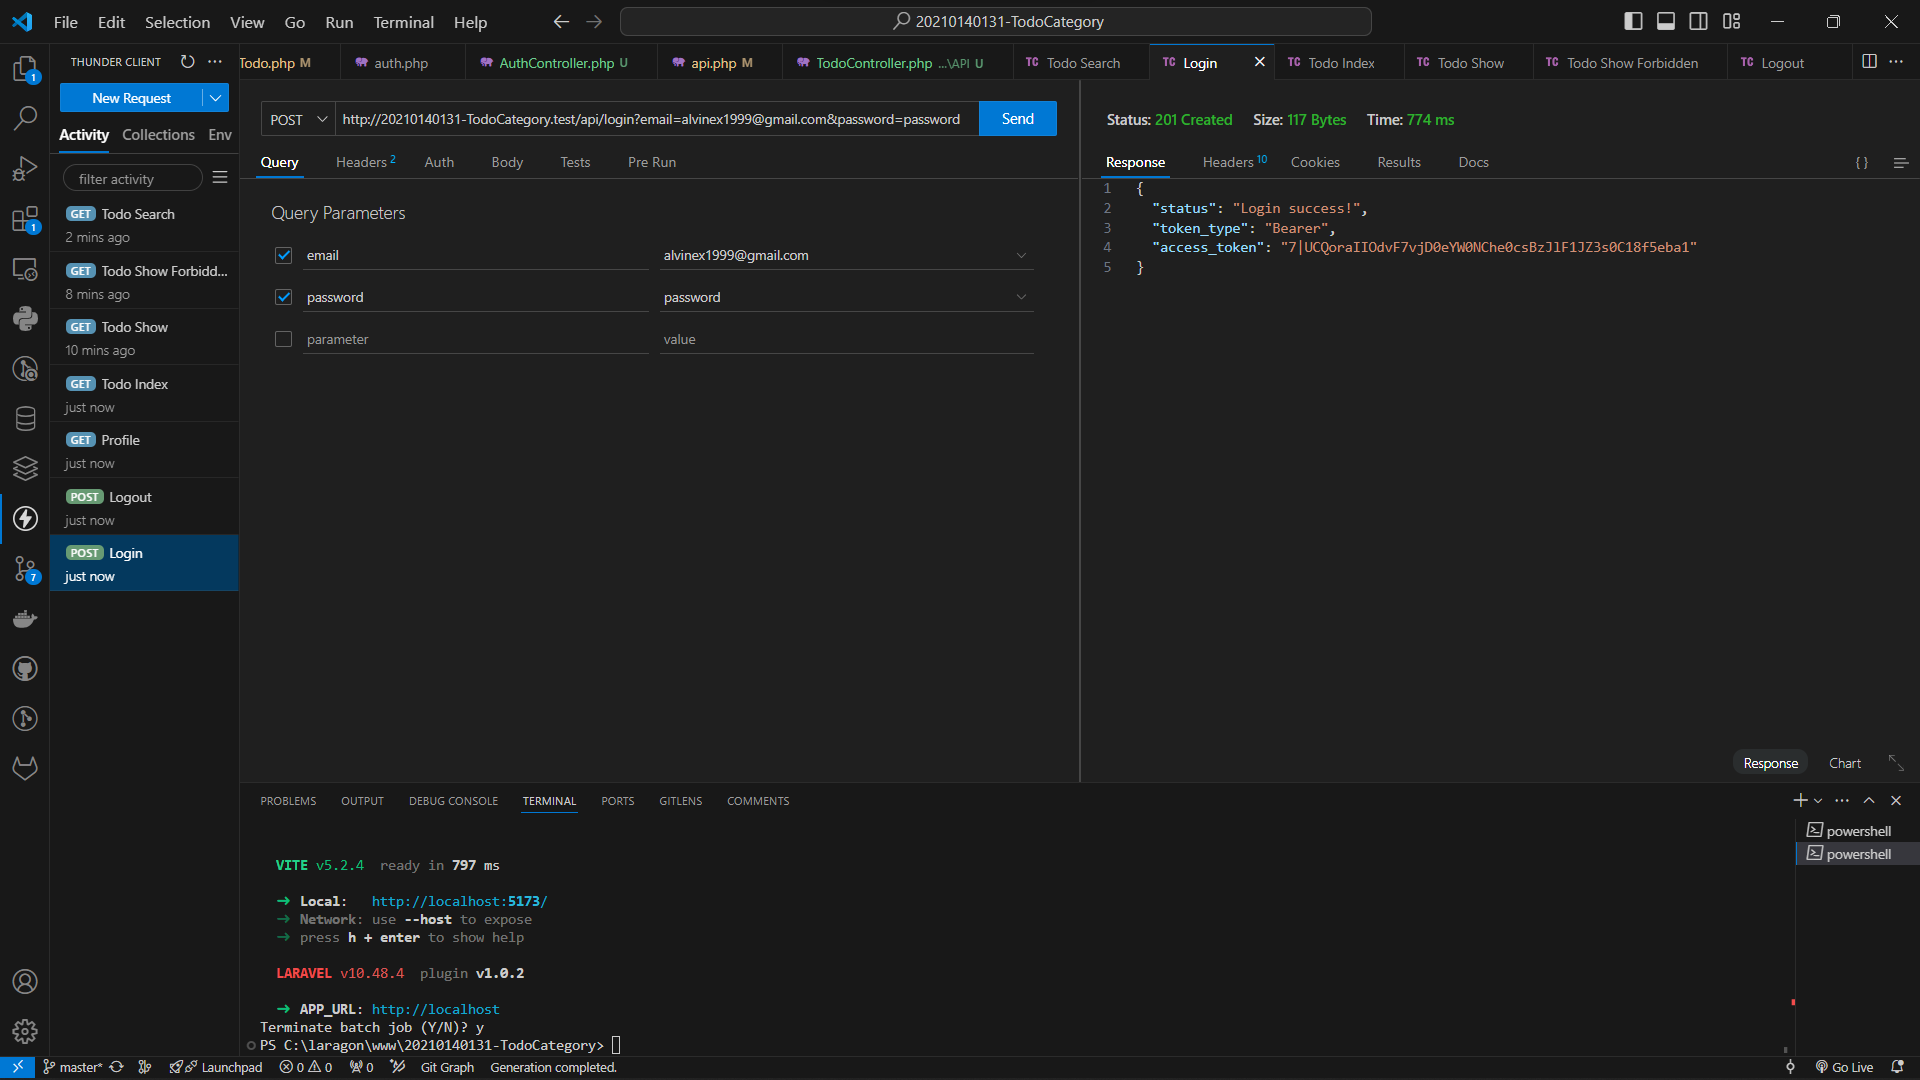 File Edit Selection View Go Run Terminal Help
20210140131-TodoCategory
THUNDER CLIENT
New Request
Activity Collections Env
filter activity
GET Todo Search
2 mins ago
GET Todo Show Forbidd...
8 mins ago
GET Todo Show
10 mins ago
GET Todo Index
just now
GET Profile
just now
POST Logout
just now
POST Login
just now
1
1
7
Todo.php M
auth.php
AuthController.php U
api.php M
TodoController.php ...\API U
TC Todo Search
TC Login
TC Todo Index
TC Todo Show
TC Todo Show Forbidden
TC Logout
POST http://20210140131-TodoCategory.test/api/login?email=alvinex1999@gmail.com&password=password Send
Query Headers 2 Auth Body Tests Pre Run
Query Parameters
email alvinex1999@gmail.com
password password
parameter value
Status: 201 Created Size: 117 Bytes Time: 774 ms
Response Headers 10 Cookies Results Docs { }
1 {
2 "status": "Login success!",
3 "token_type": "Bearer",
4 "access_token": "7|UCQoraIIOdvF7vjD0eYW0NChe0csBzJlF1JZ3s0C18f5eba1"
5 }
Response Chart
PROBLEMS OUTPUT DEBUG CONSOLE TERMINAL PORTS GITLENS COMMENTS
VITE v5.2.4 ready in 797 ms
➜ Local: http://localhost:5173/
➜ Network: use --host to expose
➜ press h + enter to show help
LARAVEL v10.48.4 plugin v1.0.2
➜ APP_URL: http://localhost
Terminate batch job (Y/N)? y
PS C:\laragon\www\20210140131-TodoCategory>
powershell
powershell
master* Launchpad 0 0 0 Git Graph Generation completed. Go Live